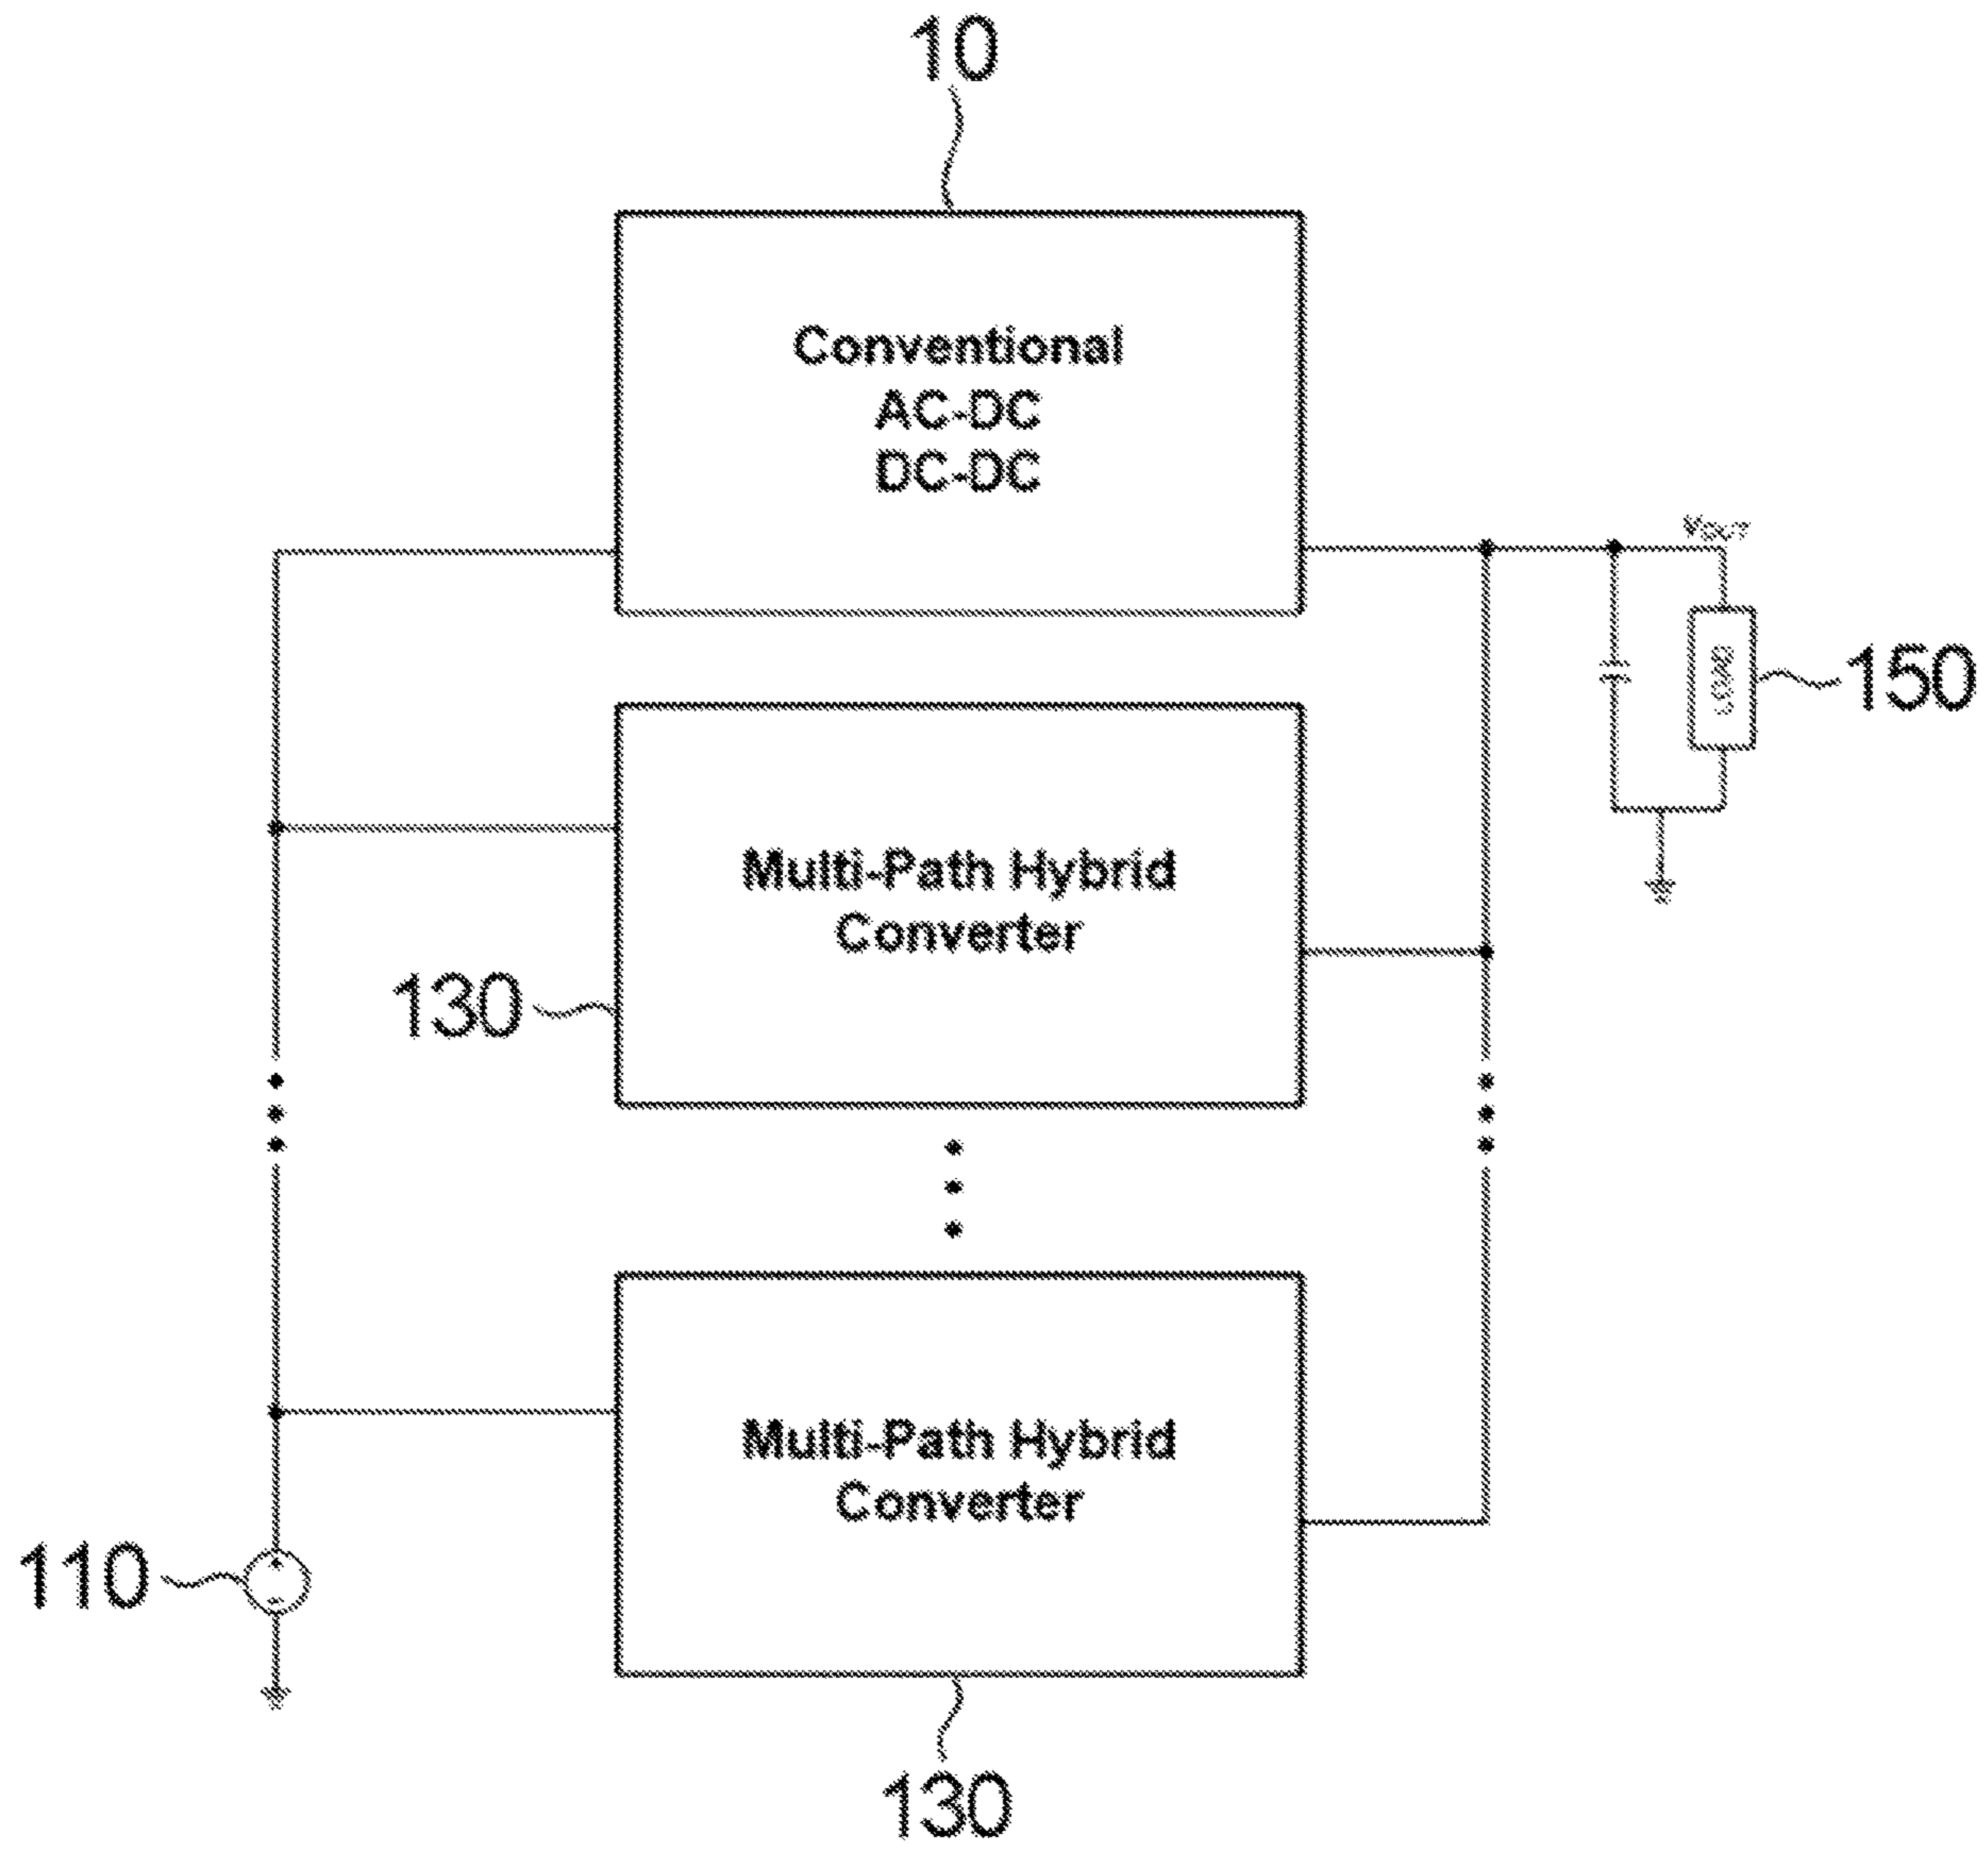 10
Conventional
AC-DC
DC-DC
VOUT
LOAD
150
Multi-Path Hybrid
Converter
130
Multi-Path Hybrid
Converter
110
130